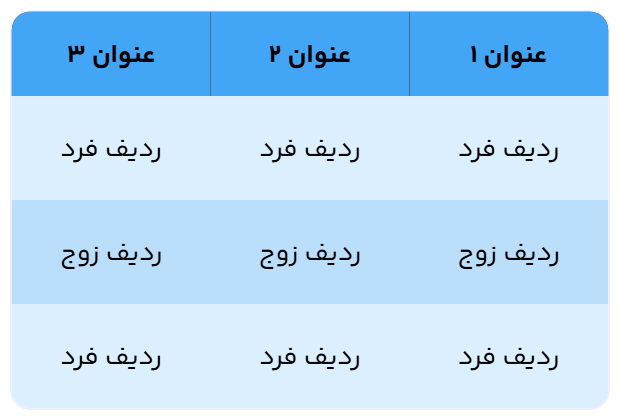 عنوان ۱ عنوان ۲ عنوان ۳
ردیف فرد ردیف فرد ردیف فرد
ردیف زوج ردیف زوج ردیف زوج
ردیف فرد ردیف فرد ردیف فرد